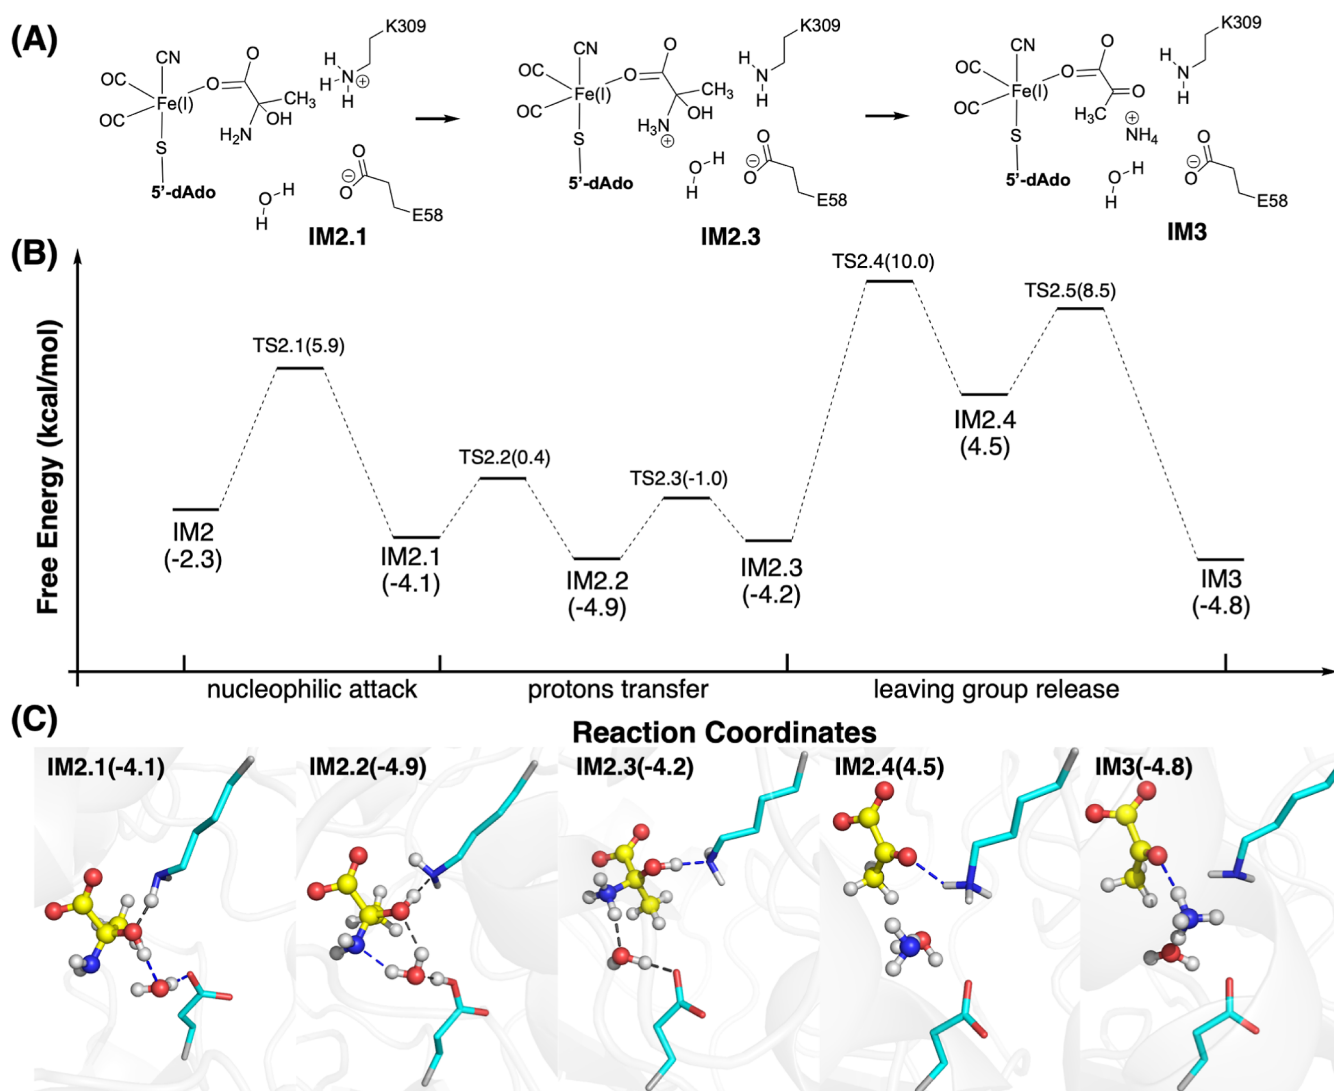 (A)
K309
CN
O
H
OC
O
H N ⊕
Fe(I)
CH3
H
OC
OH
H2N
S
O
⊖
O
5'-dAdo
O H
H
E58
IM2.1
K309
CN
O
H
OC
O
N
Fe(I)
CH3
H
OC
OH
H3N
⊕
S
O
⊖
O
O H
H
5'-dAdo
E58
IM2.3
K309
CN
O
H
OC
O
N
Fe(I)
O
H
OC
H3C
⊕
NH4
S
O
⊖
O
O H
H
5'-dAdo
E58
IM3
(B)
Free Energy (kcal/mol)
TS2.1(5.9)
TS2.2(0.4)
TS2.3(-1.0)
TS2.4(10.0)
TS2.5(8.5)
IM2
(-2.3)
IM2.1
(-4.1)
IM2.2
(-4.9)
IM2.3
(-4.2)
IM2.4
(4.5)
IM3
(-4.8)
nucleophilic attack
protons transfer
leaving group release
Reaction Coordinates
(C)
IM2.1(-4.1)
IM2.2(-4.9)
IM2.3(-4.2)
IM2.4(4.5)
IM3(-4.8)